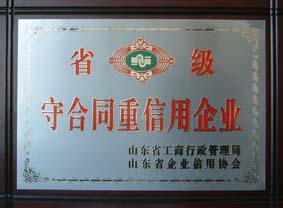 省级
守合同重信用企业
山东省工商行政管理局
山东省企业信用协会